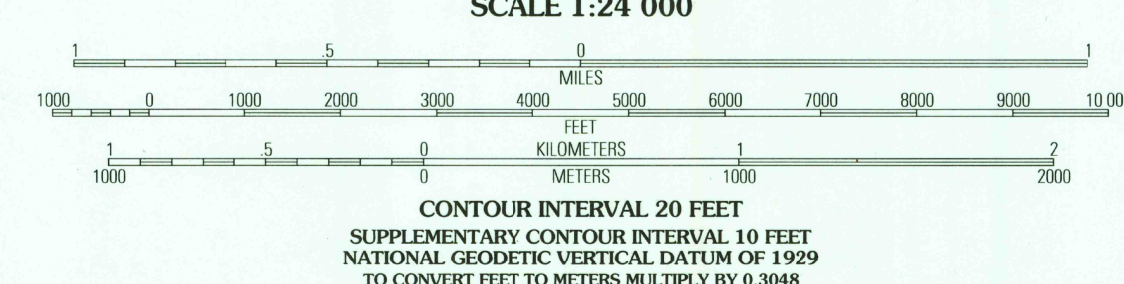 SCALE 1:24 000
1 .5 0 1
MILES
1000 0 1000 2000 3000 4000 5000 6000 7000 8000 9000 10 00
FEET
1 .5 0 KILOMETERS 1 2
1000 0 METERS 1000 2000
CONTOUR INTERVAL 20 FEET
SUPPLEMENTARY CONTOUR INTERVAL 10 FEET
NATIONAL GEODETIC VERTICAL DATUM OF 1929
TO CONVERT FEET TO METERS MULTIPLY BY 0.3048